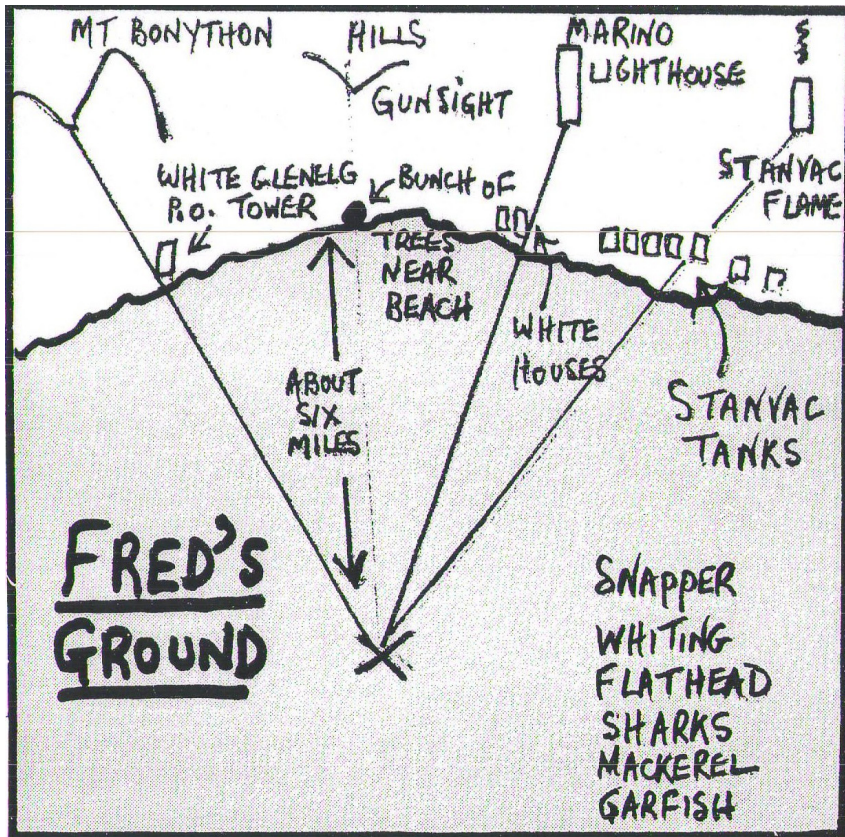 MT BONYTHON
HILLS
GUNSIGHT
MARINO
LIGHTHOUSE
STANVAC
FLAME
WHITE GLENELG
P.O. TOWER
BUNCH OF
TREES
NEAR
BEACH
WHITE
HOUSES
STANVAC
TANKS
ABOUT
SIX
MILES
FRED'S
GROUND
SNAPPER
WHITING
FLATHEAD
SHARKS
MACKEREL
GARFISH